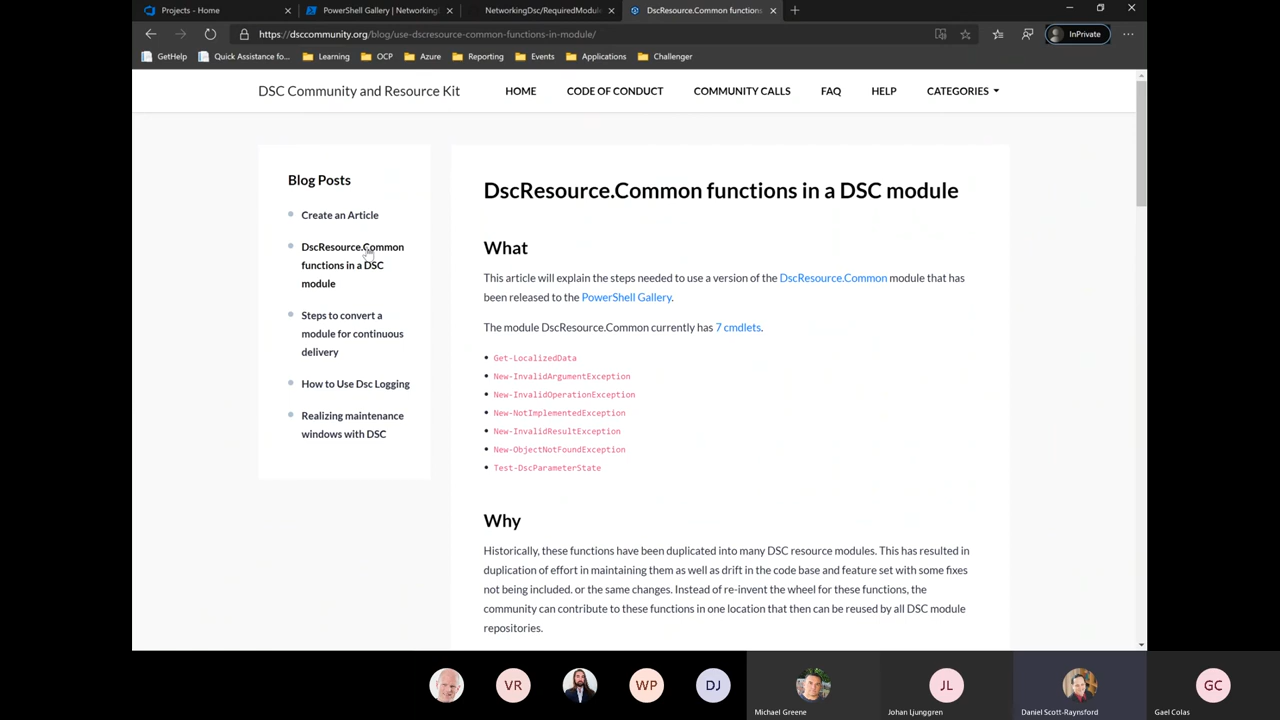 Projects - Home
PowerShell Gallery | Networking
NetworkingDsc/RequiredModule
DscResource.Common functions
https://dsccommunity.org/blog/use-dscresource-common-functions-in-module/
InPrivate
GetHelp
Quick Assistance fo...
Learning
OCP
Azure
Reporting
Events
Applications
Challenger
DSC Community and Resource Kit
HOME
CODE OF CONDUCT
COMMUNITY CALLS
FAQ
HELP
CATEGORIES
Blog Posts
Create an Article
DscResource.Common
functions in a DSC
module
Steps to convert a
module for continuous
delivery
How to Use Dsc Logging
Realizing maintenance
windows with DSC
DscResource.Common functions in a DSC module
What
This article will explain the steps needed to use a version of the DscResource.Common module that has
been released to the PowerShell Gallery.
The module DscResource.Common currently has 7 cmdlets.
Get-LocalizedData
New-InvalidArgumentException
New-InvalidOperationException
New-NotImplementedException
New-InvalidResultException
New-ObjectNotFoundException
Test-DscParameterState
Why
Historically, these functions have been duplicated into many DSC resource modules. This has resulted in
duplication of effort in maintaining them as well as drift in the code base and feature set with some fixes
not being included. or the same changes. Instead of re-invent the wheel for these functions, the
community can contribute to these functions in one location that then can be reused by all DSC module
repositories.
VR
WP
DJ
JL
GC
Michael Greene
Johan Ljunggren
Daniel Scott-Raynsford
Gael Colas